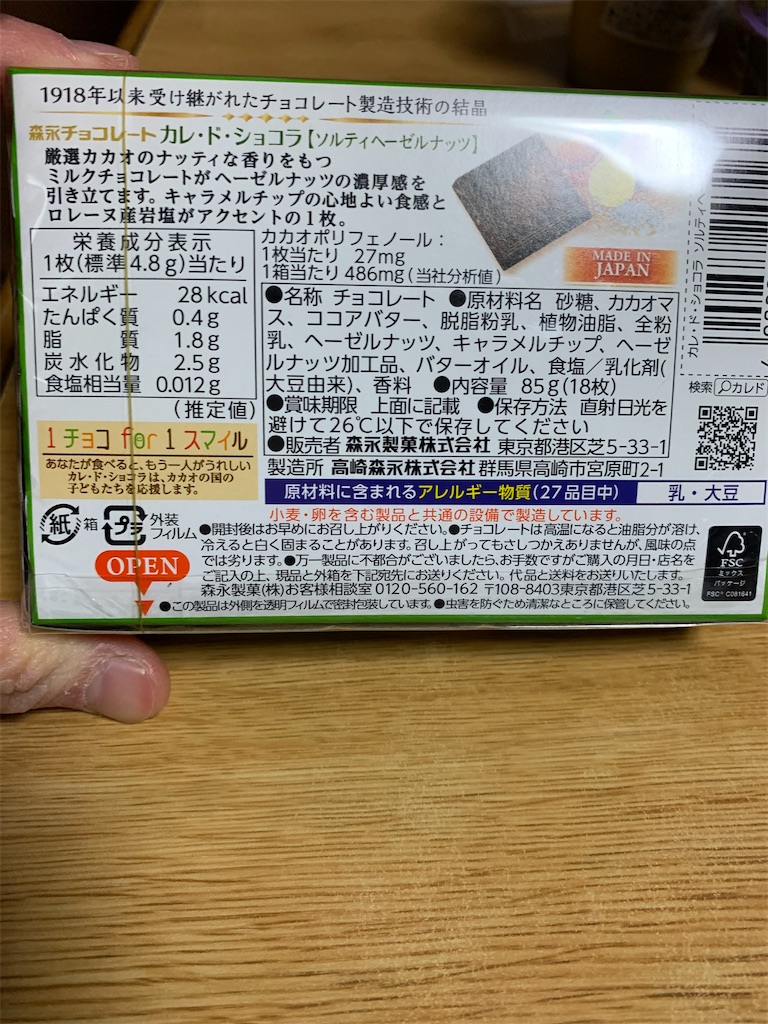 1918年以来受け継がれたチョコレート製造技術の結晶
森永チョコレート カレ・ド・ショコラ【ソルティヘーゼルナッツ】
厳選カカオのナッティな香りをもつ
ミルクチョコレートがヘーゼルナッツの濃厚感を
引き立てます。キャラメルチップの心地よい食感と
ロレーヌ産岩塩がアクセントの1枚。
MADE IN
JAPAN
栄養成分表示
1枚(標準4.8g)当たり
エネルギー 28kcal
たんぱく質 0.4g
脂質 1.8g
炭水化物 2.5g
食塩相当量 0.012g
(推定値)
カカオポリフェノール:
1枚当たり 27mg
1箱当たり 486mg(当社分析値)
●名称 チョコレート ●原材料名 砂糖、カカオマ
ス、ココアバター、脱脂粉乳、植物油脂、全粉
乳、ヘーゼルナッツ、キャラメルチップ、ヘーゼ
ルナッツ加工品、バターオイル、食塩/乳化剤(
大豆由来)、香料 ●内容量 85g(18枚)
●賞味期限 上面に記載 ●保存方法 直射日光を
避けて26℃以下で保存してください
●販売者 森永製菓株式会社 東京都港区芝5-33-1
製造所 高崎森永株式会社 群馬県高崎市宮原町2-1
カレ・ド・ショコラ ソルティヘ
検索 カレド
1チョコ for 1スマイル
あなたが食べると、もう一人がうれしい
カレ・ド・ショコラは、カカオの国の
子どもたちを応援します。
原材料に含まれるアレルギー物質(27品目中) 乳・大豆
小麦・卵を含む製品と共通の設備で製造しています。
紙 箱 プラ 外装
フィルム
OPEN
●開封後はお早めにお召し上がりください。●チョコレートは高温になると油脂分が溶け、
冷えると白く固まることがあります。召し上がってもさしつかえありませんが、風味の点
では劣ります。●万一製品に不都合がございましたら、お手数ですがご購入の月日・店名を
ご記入の上、現品と外箱を下記宛先にお送りください。代品と送料をお送りいたします。
森永製菓(株)お客様相談室 0120-560-162 〒108-8403東京都港区芝5-33-1
●この製品は外側を透明フィルムで密封包装しています。●虫害を防ぐため清潔なところに保管してください。
FSC
ミックス
パッケージ
FSC® C081641